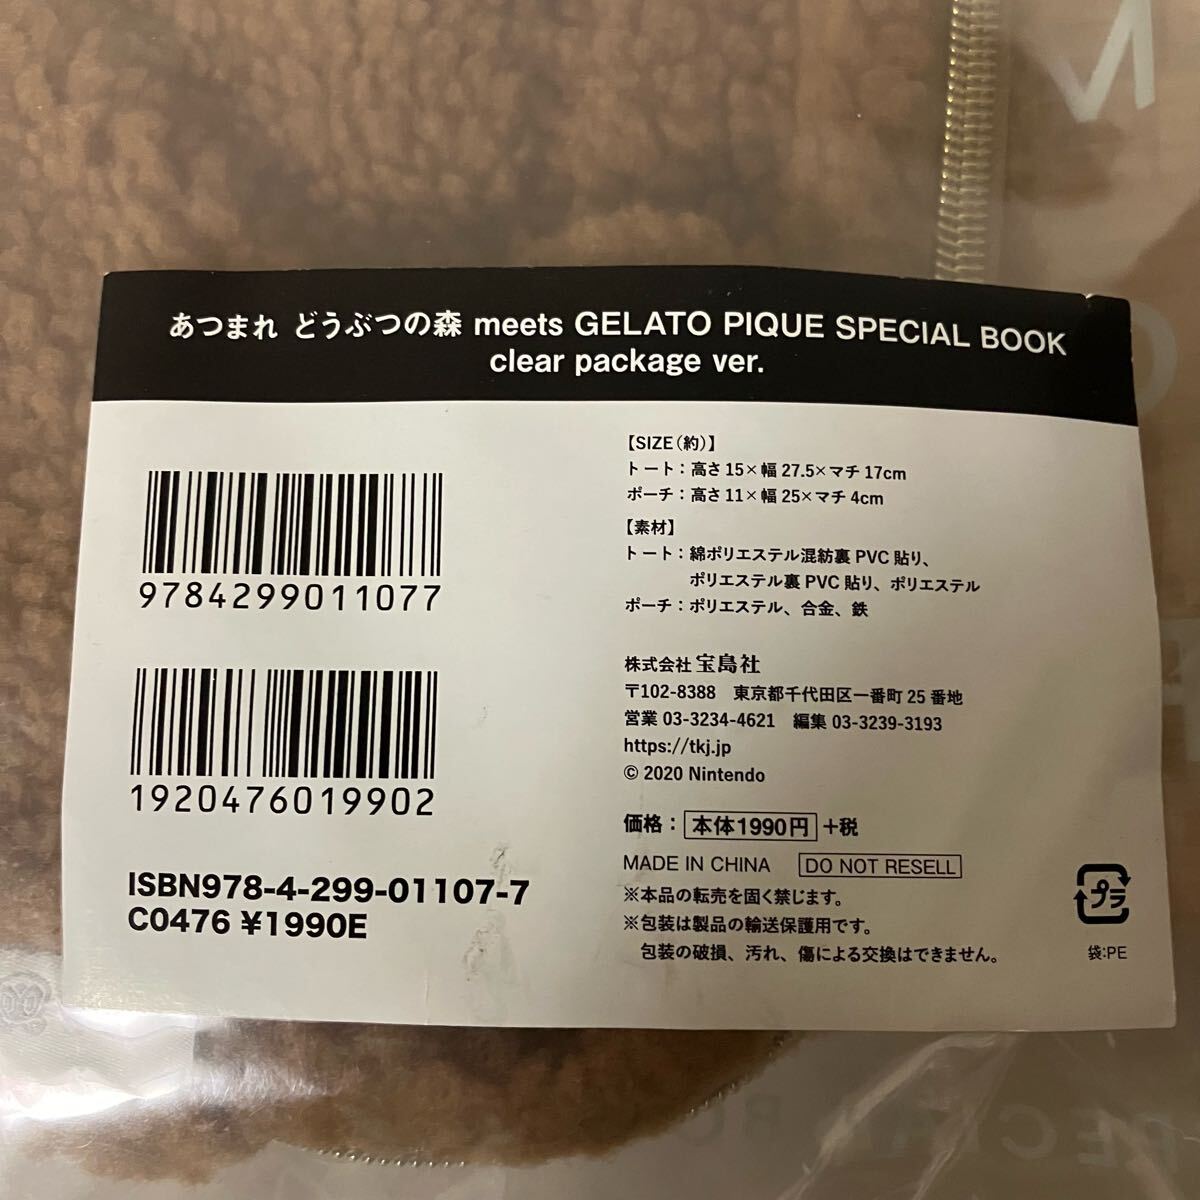 あつまれ どうぶつの森 meets GELATO PIQUE SPECIAL BOOK
clear package ver.
9784299011077
1920476019902
ISBN978-4-299-01107-7
C0476 ¥1990E
【SIZE（約）】
トート：高さ15×幅 27.5×マチ 17cm
ポーチ：高さ11×幅 25×マチ 4cm
【素材】
トート：綿ポリエステル混紡裏 PVC 貼り、
ポリエステル裏 PVC 貼り、ポリエステル
ポーチ：ポリエステル、合金、鉄
株式会社 宝島社
〒102-8388　東京都千代田区一番町 25 番地
営業 03-3234-4621　編集 03-3239-3193
https://tkj.jp
© 2020 Nintendo
価格： 本体1990円 +税
MADE IN CHINA DO NOT RESELL
※本品の転売を固く禁じます。
※包装は製品の輸送保護用です。
包装の破損、汚れ、傷による交換はできません。
プラ
袋:PE